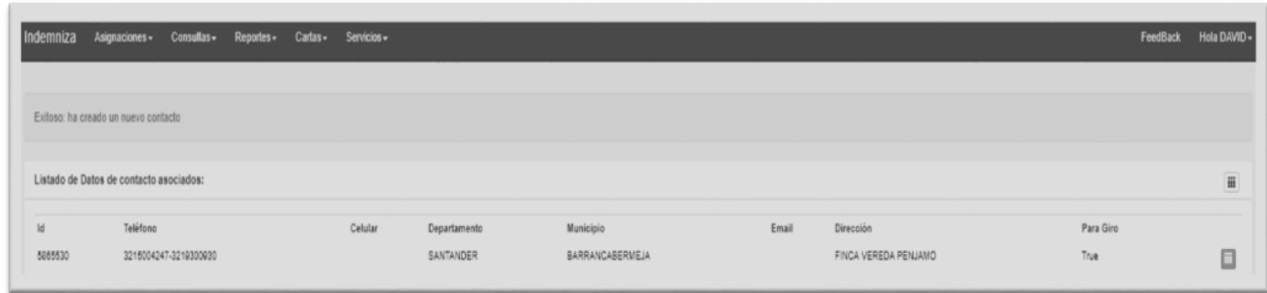 Indemniza Asignaciones Consultas Reportes Cartas Servicios FeedBack Hola DAVID
Exitoso: ha creado un nuevo contacto
Listado de Datos de contacto asociados:
Id Teléfono Celular Departamento Municipio Email Dirección Para Giro
5865530 3215004247-3219300930 SANTANDER BARRANCABERMEJA FINCA VEREDA PENJAMO True